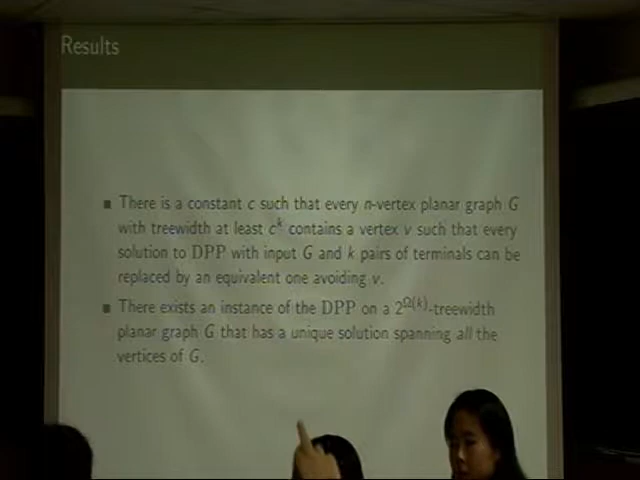 Results
There is a constant c such that every n-vertex planar graph G
with treewidth at least c^k contains a vertex v such that every
solution to DPP with input G and k pairs of terminals can be
replaced by an equivalent one avoiding v.
There exists an instance of the DPP on a 2^Ω(k)-treewidth
planar graph G that has a unique solution spanning all the
vertices of G.